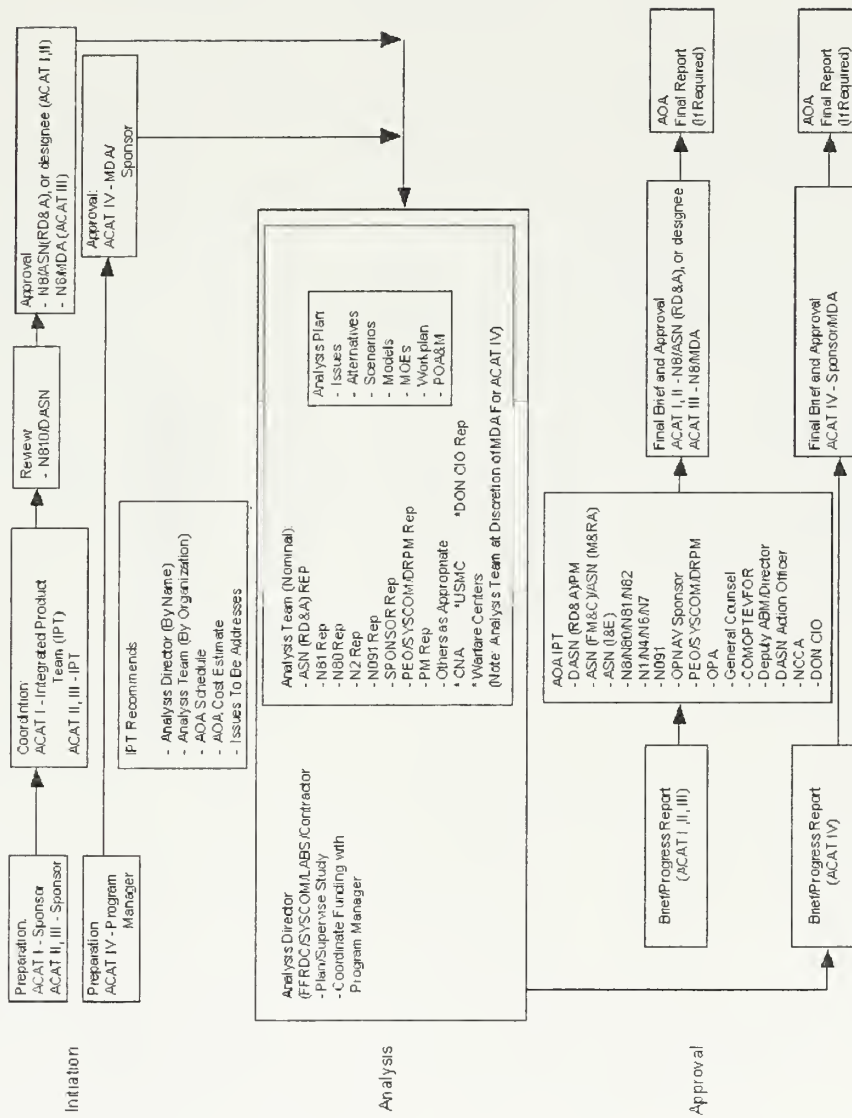 Initiation
Preparation.
ACAT I - Sponsor
ACAT II, III - Sponsor
Coordintion:
ACAT I - Integrated Product
Team (IPT)
ACAT II, III - IPT
Review
- N810/DASN
Approval
- N8/ASN(RD&A), or designee (ACAT I,II)
- N8/MDA (ACAT III)
Preparation
ACAT IV - Program
Manager
Approval:
ACAT IV - MDA/
Sponsor
IPT Recommends
- Analysis Director (By Name)
- Analysis Team (By Organization)
- AOA Schedule
- AOA Cost Estimate
- Issues To Be Addresses
Analysis
Analysis Director
(FFRDC/SYSCOM/LABS/Contractor
- Plan/Supervise Study
- Coordinate Funding with
Program Manager
Analysis Team (Nominal):
- ASN (RD&A) REP
- N81 Rep
- N80 Rep
- N2 Rep
- N091 Rep
- SPONSOR Rep
- PEO/SYSCOM/DRPM Rep
- PM Rep
- Others as Appropriate
* CNA *USMC *DON CIO Rep
* Warfare Centers
(Note: Analysis Team at Discretion of MDA For ACAT IV)
Analysis Plan:
- Issues
- Alternatives
- Scenarios
- Models
- MOEs
- Workplan
- POA&M
Approval
Brief/Progress Report
(ACAT I ,II, III)
AOA IPT
- DASN (RD&A)/PM
- ASN (FM&C)/ASN (M&RA)
- ASN (I&E)
- N8/N80/N81/N82
- N1/N4/N6/N7
- N091
- OPNAV Sponsor
- PEO/SYSCOM/DRPM
- OPA
- General Counsel
- COMOPTEVFOR
- Deputy ABM/Director
- DASN Action Officer
- NCCA
- DON CIO
Final Brief and Approval
ACAT I, II - N8/ASN (RD&A), or designee
ACAT III - N8/MDA
AOA
Final Report
(If Required)
Brief/Progress Report
(ACAT IV)
Final Brief and Approval
ACAT IV - Sponsor/MDA
AOA
Final Report
(If Required)